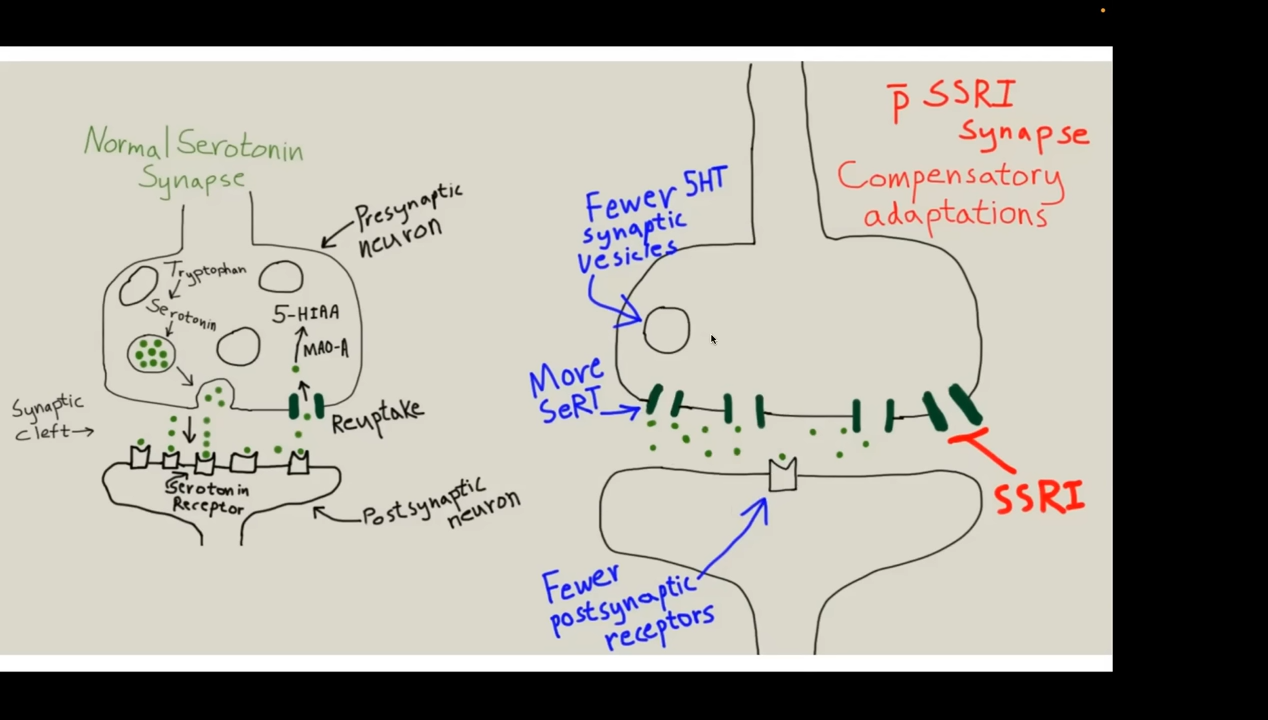 Normal Serotonin
Synapse
Presynaptic
neuron
Tryptophan
Serotonin
5-HIAA
MAO-A
Synaptic
cleft
Reuptake
Serotonin
Receptor
Postsynaptic
neuron
p̄ SSRI
Synapse
Compensatory
adaptations
Fewer 5HT
synaptic
vesicles
More
SeRT
SSRI
Fewer
postsynaptic
receptors